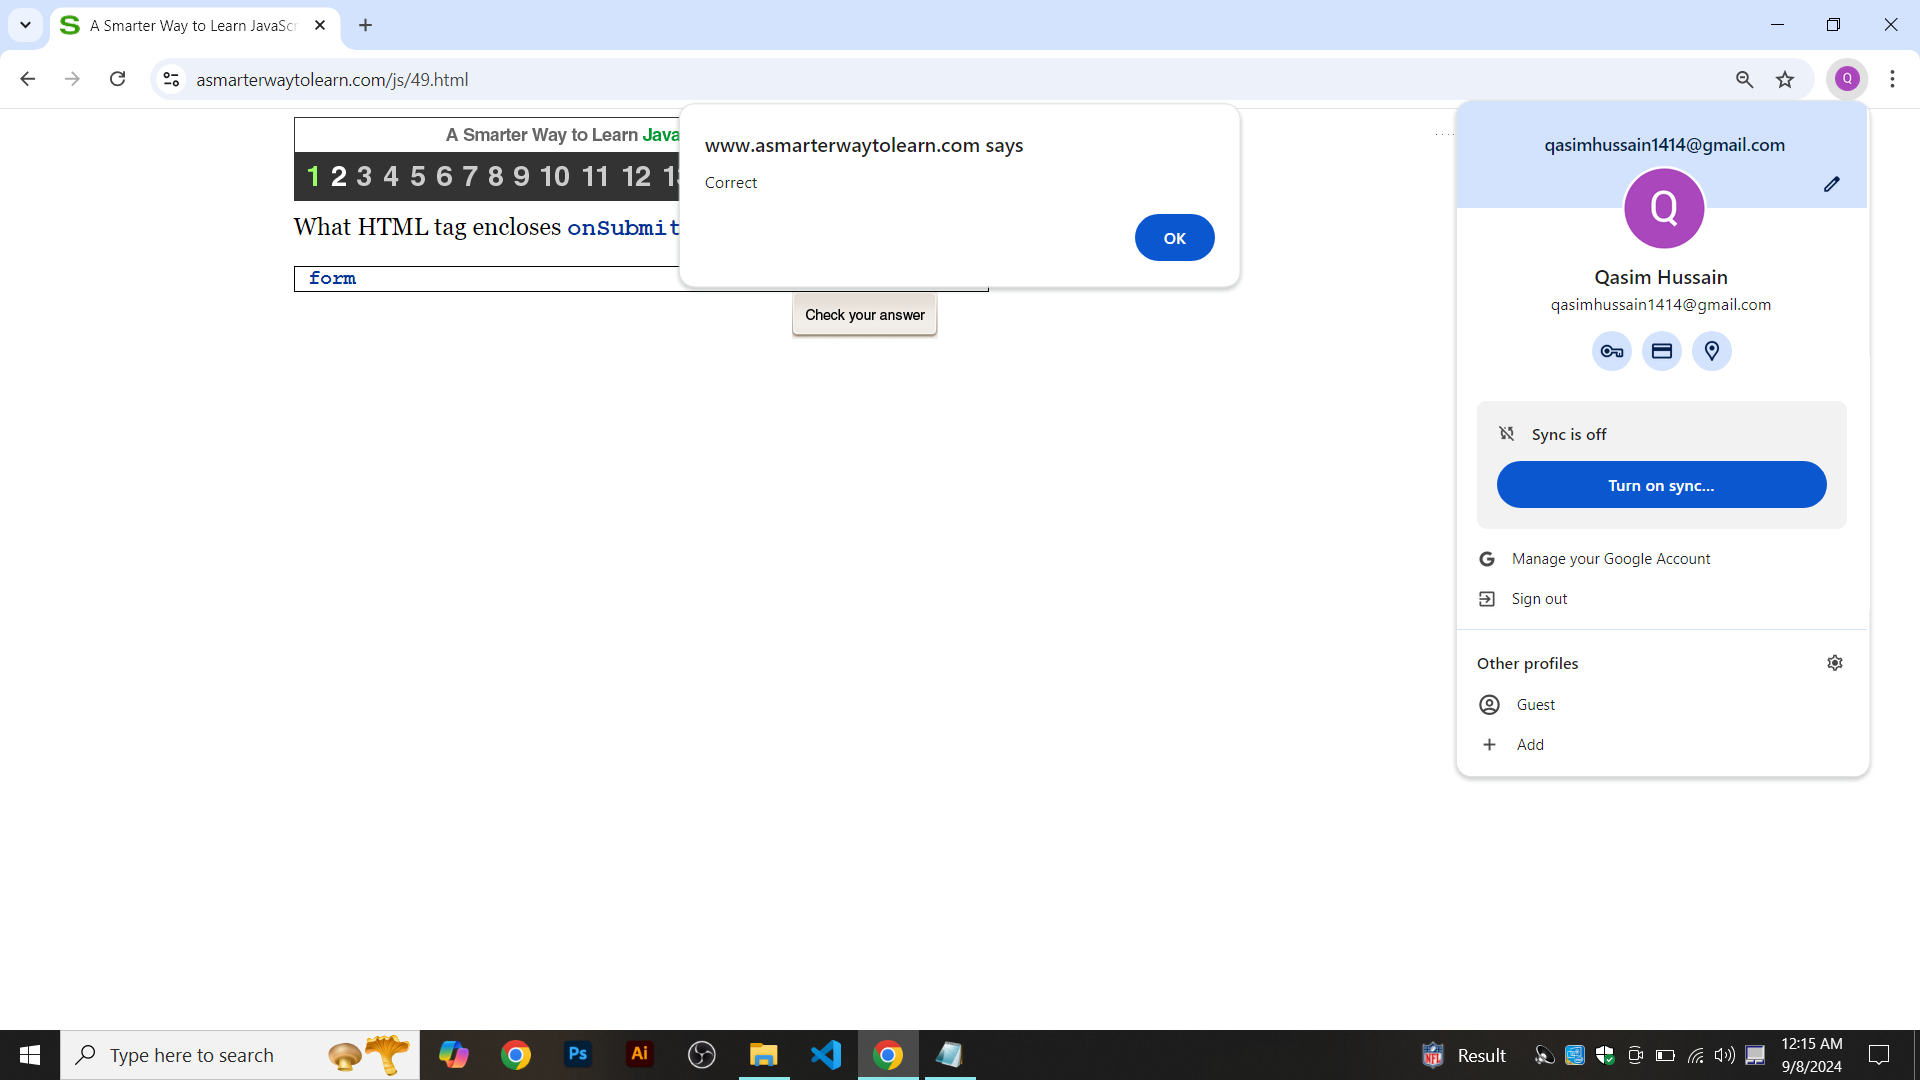 A Smarter Way to Learn JavaScr
asmarterwaytolearn.com/js/49.html
Q
A Smarter Way to Learn Java
1 2 3 4 5 6 7 8 9 10 11 12
What HTML tag encloses onSubmit
form
Check your answer
www.asmarterwaytolearn.com says
Correct
OK
qasimhussain1414@gmail.com
Q
Qasim Hussain
qasimhussain1414@gmail.com
Sync is off
Turn on sync...
Manage your Google Account
Sign out
Other profiles
Guest
Add
Type here to search
Ps
Ai
NFL
Result
12:15 AM
9/8/2024